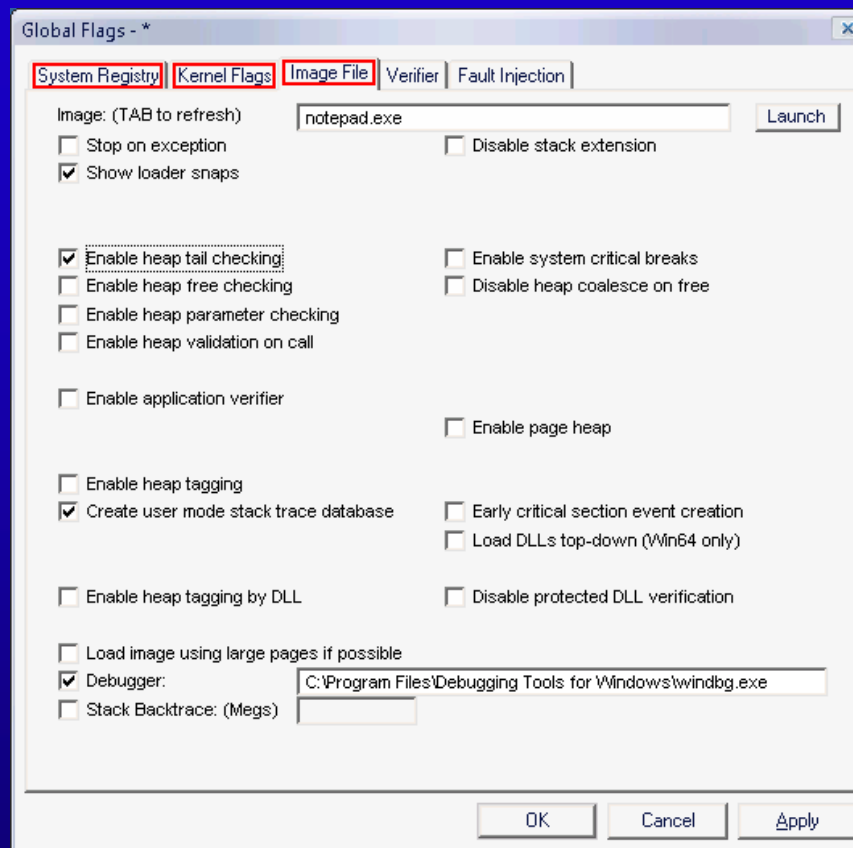 Global Flags - *
System Registry Kernel Flags Image File Verifier Fault Injection
Image: (TAB to refresh) notepad.exe Launch
Stop on exception Disable stack extension
Show loader snaps
Enable heap tail checking Enable system critical breaks
Enable heap free checking Disable heap coalesce on free
Enable heap parameter checking
Enable heap validation on call
Enable application verifier
Enable page heap
Enable heap tagging
Create user mode stack trace database Early critical section event creation
Load DLLs top-down (Win64 only)
Enable heap tagging by DLL Disable protected DLL verification
Load image using large pages if possible
Debugger: C:\Program Files\Debugging Tools for Windows\windbg.exe
Stack Backtrace: (Megs)
OK Cancel Apply